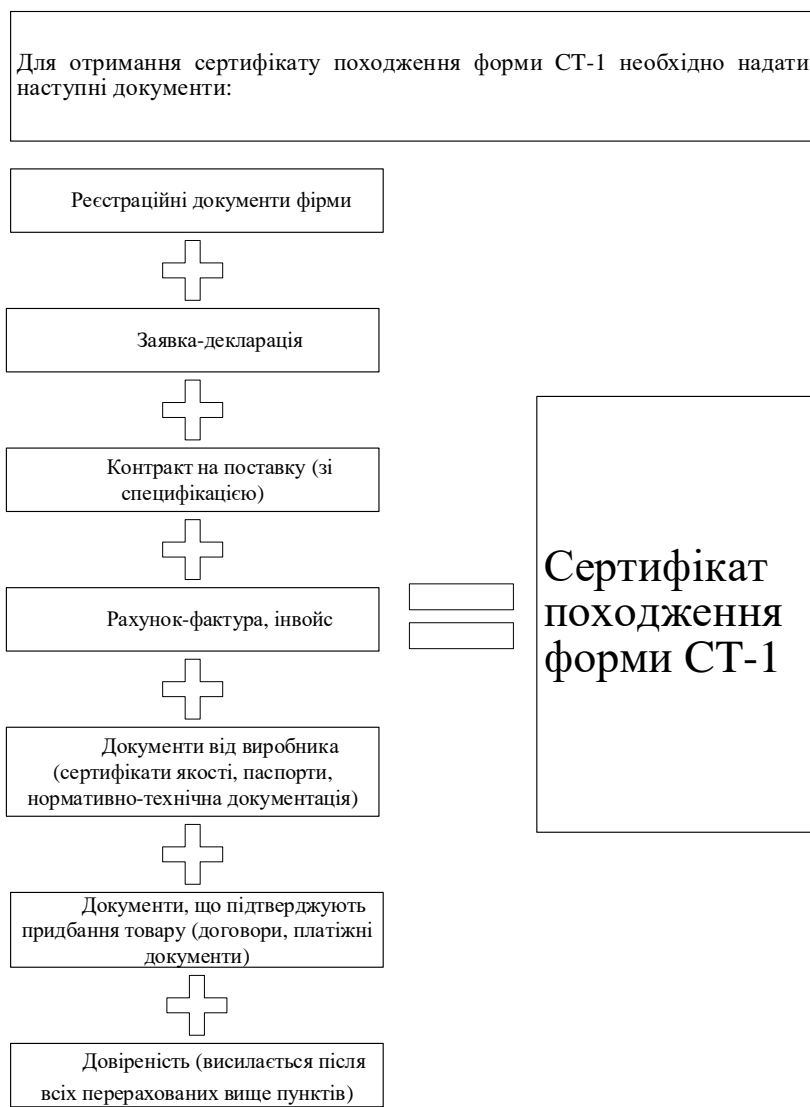 Для отримання сертифікату походження форми СТ-1 необхідно надати
наступні документи:
Реєстраційні документи фірми
Заявка-декларація
Контракт на поставку (зі
специфікацією)
Рахунок-фактура, інвойс
Документи від виробника
(сертифікати якості, паспорти,
нормативно-технічна документація)
Документи, що підтверджують
придбання товару (договори, платіжні
документи)
Довіреність (висилається після
всіх перерахованих вище пунктів)
Сертифікат
походження
форми СТ-1